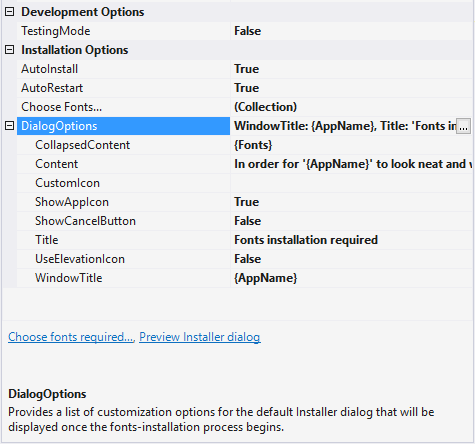 Development Options
TestingMode False
Installation Options
AutoInstall True
AutoRestart True
Choose Fonts... (Collection)
DialogOptions WindowTitle: {AppName}, Title: 'Fonts in ...
CollapsedContent {Fonts}
Content In order for '{AppName}' to look neat and
CustomIcon
ShowAppIcon True
ShowCancelButton False
Title Fonts installation required
UseElevationIcon False
WindowTitle {AppName}
Choose fonts required..., Preview Installer dialog
DialogOptions
Provides a list of customization options for the default Installer dialog that will be
displayed once the fonts-installation process begins.